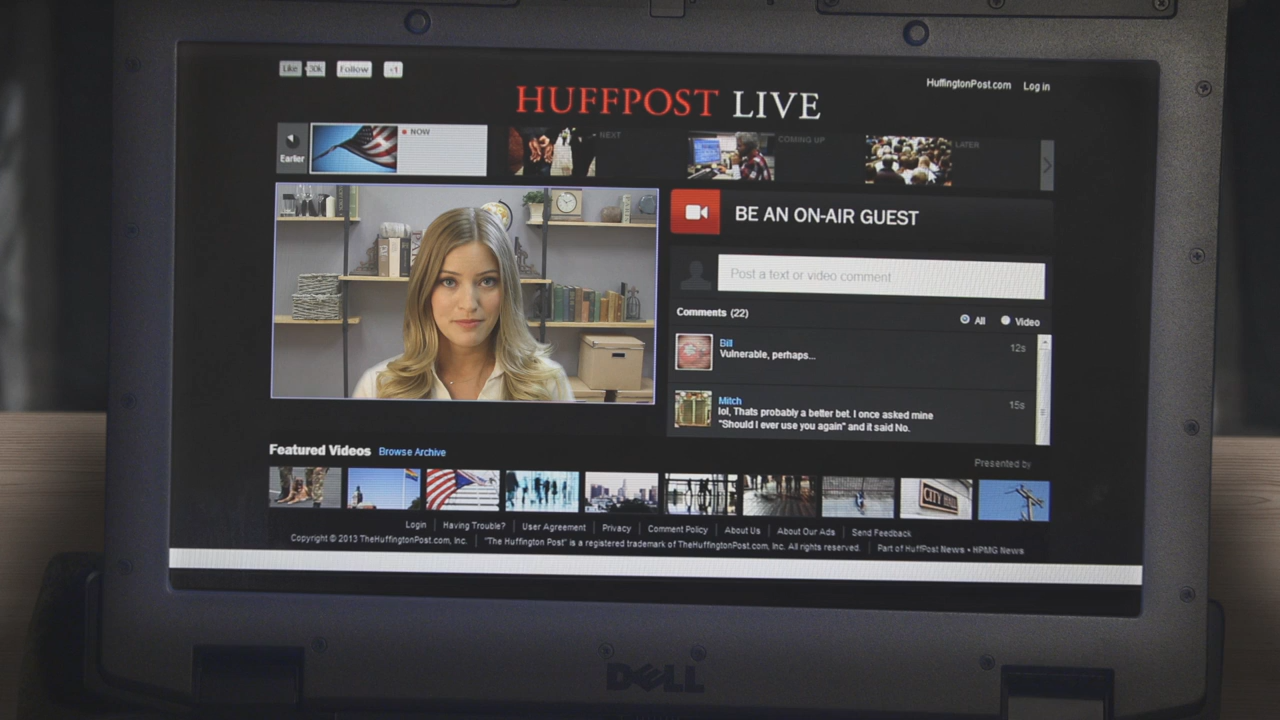 Like 30k Follow +1
HuffingtonPost.com Log in
HUFFPOST LIVE
Earlier
NOW
NEXT
COMING UP
LATER
BE AN ON-AIR GUEST
Post a text or video comment
Comments (22)
All Video
Bill
12s
Vulnerable, perhaps...
Mitch
15s
lol, Thats probably a better bet. I once asked mine
"Should I ever use you again" and it said No.
Featured Videos Browse Archive
Presented by
CITY HALL
Login Having Trouble? User Agreement Privacy Comment Policy About Us About Our Ads Send Feedback
Copyright © 2013 TheHuffingtonPost.com, Inc. "The Huffington Post" is a registered trademark of TheHuffingtonPost.com, Inc. All rights reserved. Part of HuffPost News • HPMG News
DELL